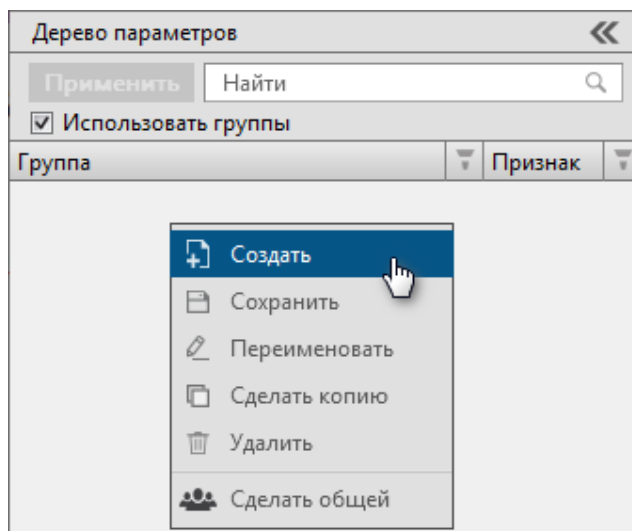 Дерево параметров
Применить Найти
Использовать группы
Группа Признак
Создать
Сохранить
Переименовать
Сделать копию
Удалить
Сделать общей